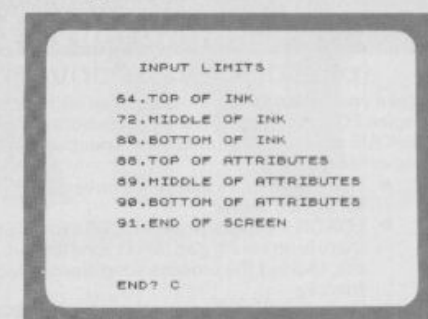 INPUT LIMITS
64.TOP OF INK
72.MIDDLE OF INK
80.BOTTOM OF INK
88.TOP OF ATTRIBUTES
89.MIDDLE OF ATTRIBUTES
90.BOTTOM OF ATTRIBUTES
91.END OF SCREEN
END? C